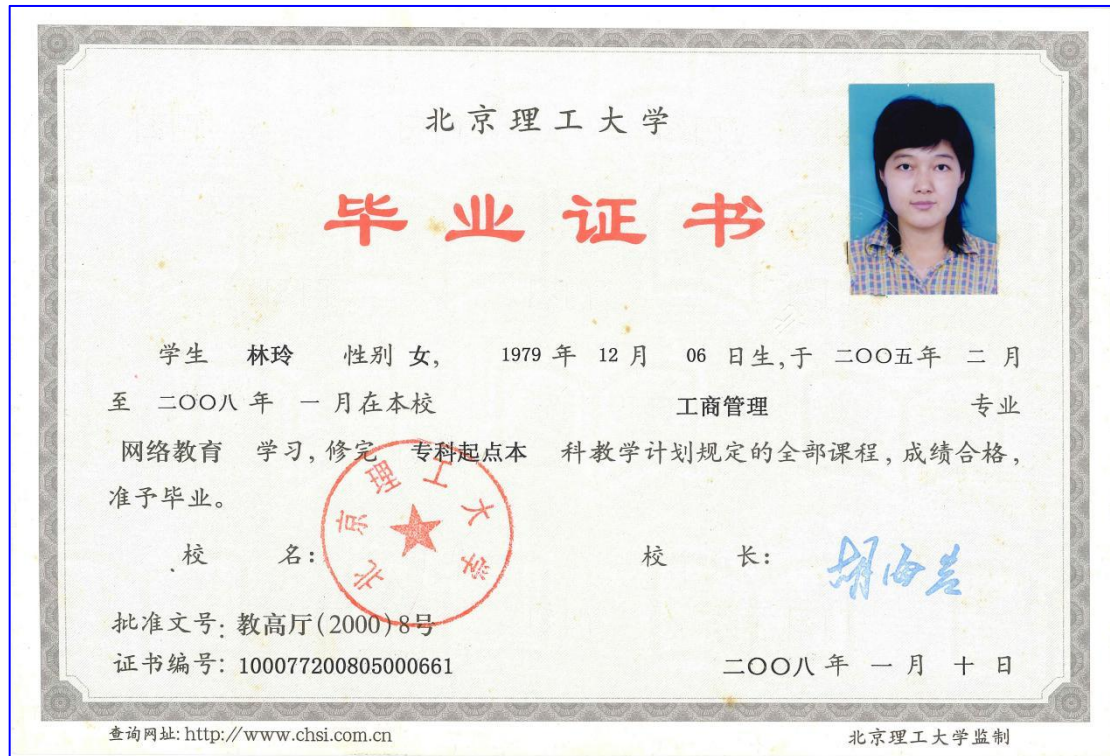 北京理工大学
毕业证书
学生 林玲 性别 女, 1979 年 12 月 06 日生,于 二〇〇五年 二 月
至 二〇〇八 年 一 月在本校 工商管理 专业
网络教育 学习,修完 专科起点本 科教学计划规定的全部课程,成绩合格,
准予毕业。
北京理工大学
校 名: 校 长: 胡海岩
批准文号:教高厅(2000)8号
证书编号:100077200805000661 二〇〇八 年 一 月 十 日
查询网址:http://www.chsi.com.cn 北京理工大学监制